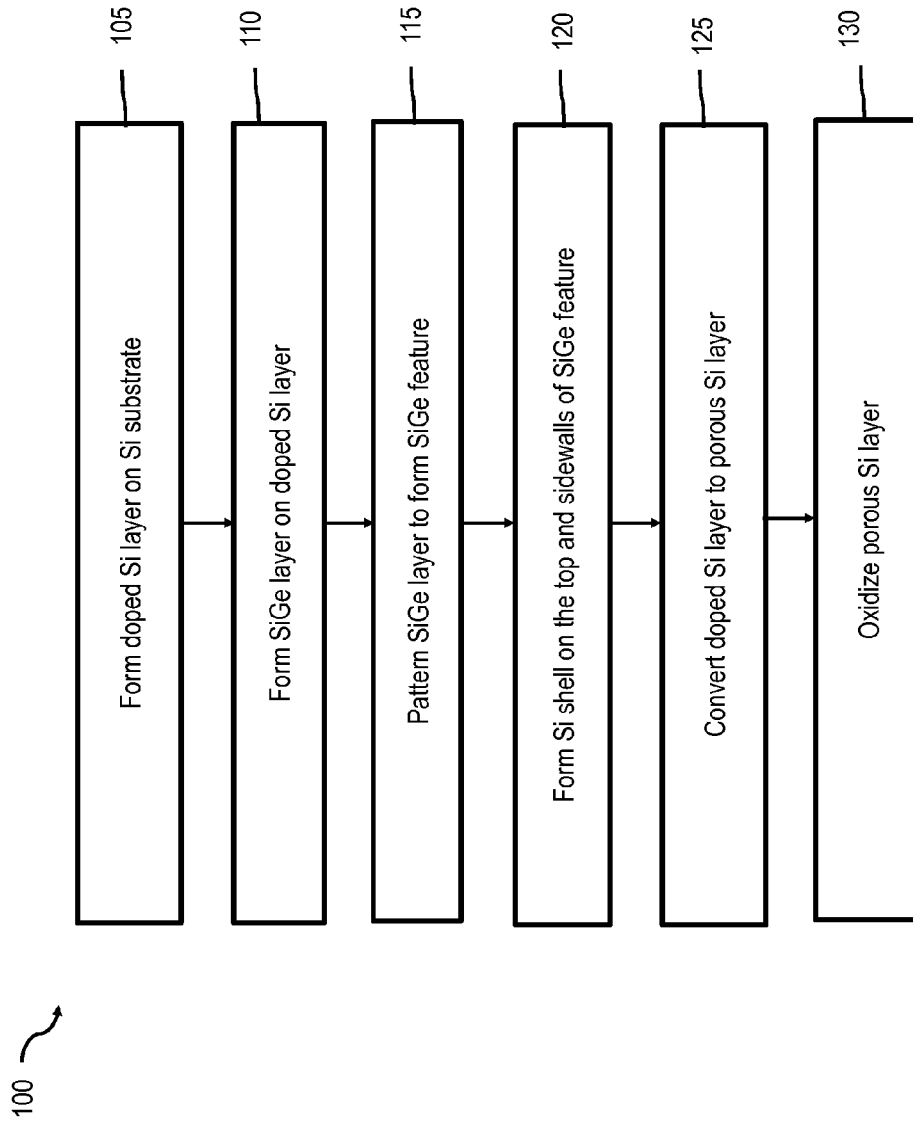 100
Form doped Si layer on Si substrate
105
Form SiGe layer on doped Si layer
110
Pattern SiGe layer to form SiGe feature
115
Form Si shell on the top and sidewalls of SiGe feature
120
Convert doped Si layer to porous Si layer
125
Oxidize porous Si layer
130